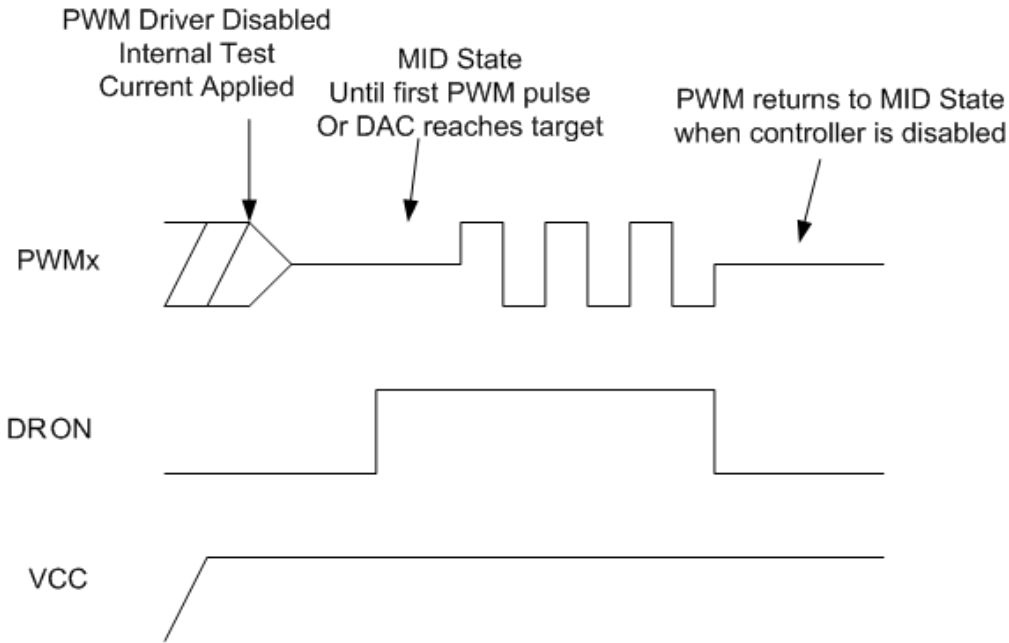 PWM Driver Disabled
Internal Test
Current Applied
MID State
Until first PWM pulse
Or DAC reaches target
PWM returns to MID State
when controller is disabled
PWMx
DRON
VCC